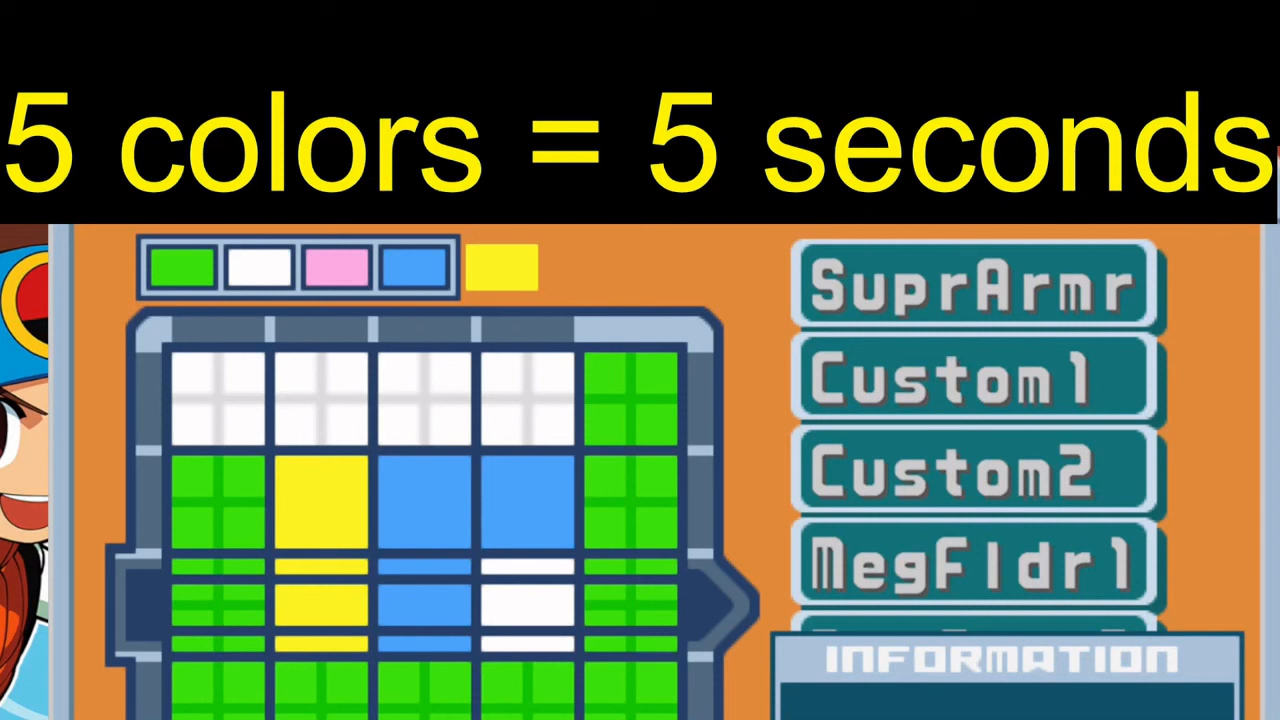 5 colors = 5 seconds
SuprArmr
Custom1
Custom2
MegFldr1
INFORMATION